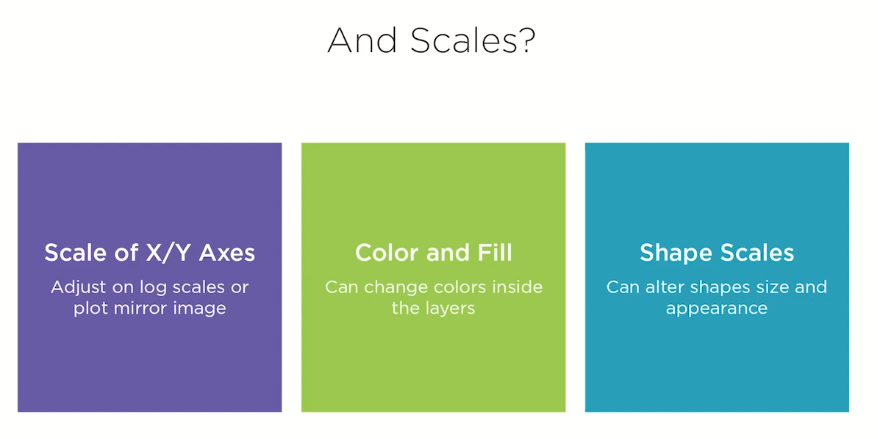 And Scales?
Scale of X/Y Axes
Adjust on log scales or
plot mirror image
Color and Fill
Can change colors inside
the layers
Shape Scales
Can alter shapes size and
appearance